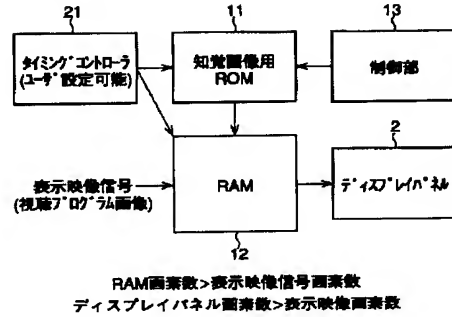 21
11
13
タイミングコントローラ
(ユーザ設定可能)
知覚画像用
ROM
制御部
2
表示映像信号
(視聴プログラム画像)
RAM
ディスプレイパネル
12
RAM画素数>表示映像信号画素数
ディスプレイパネル画素数>表示映像画素数